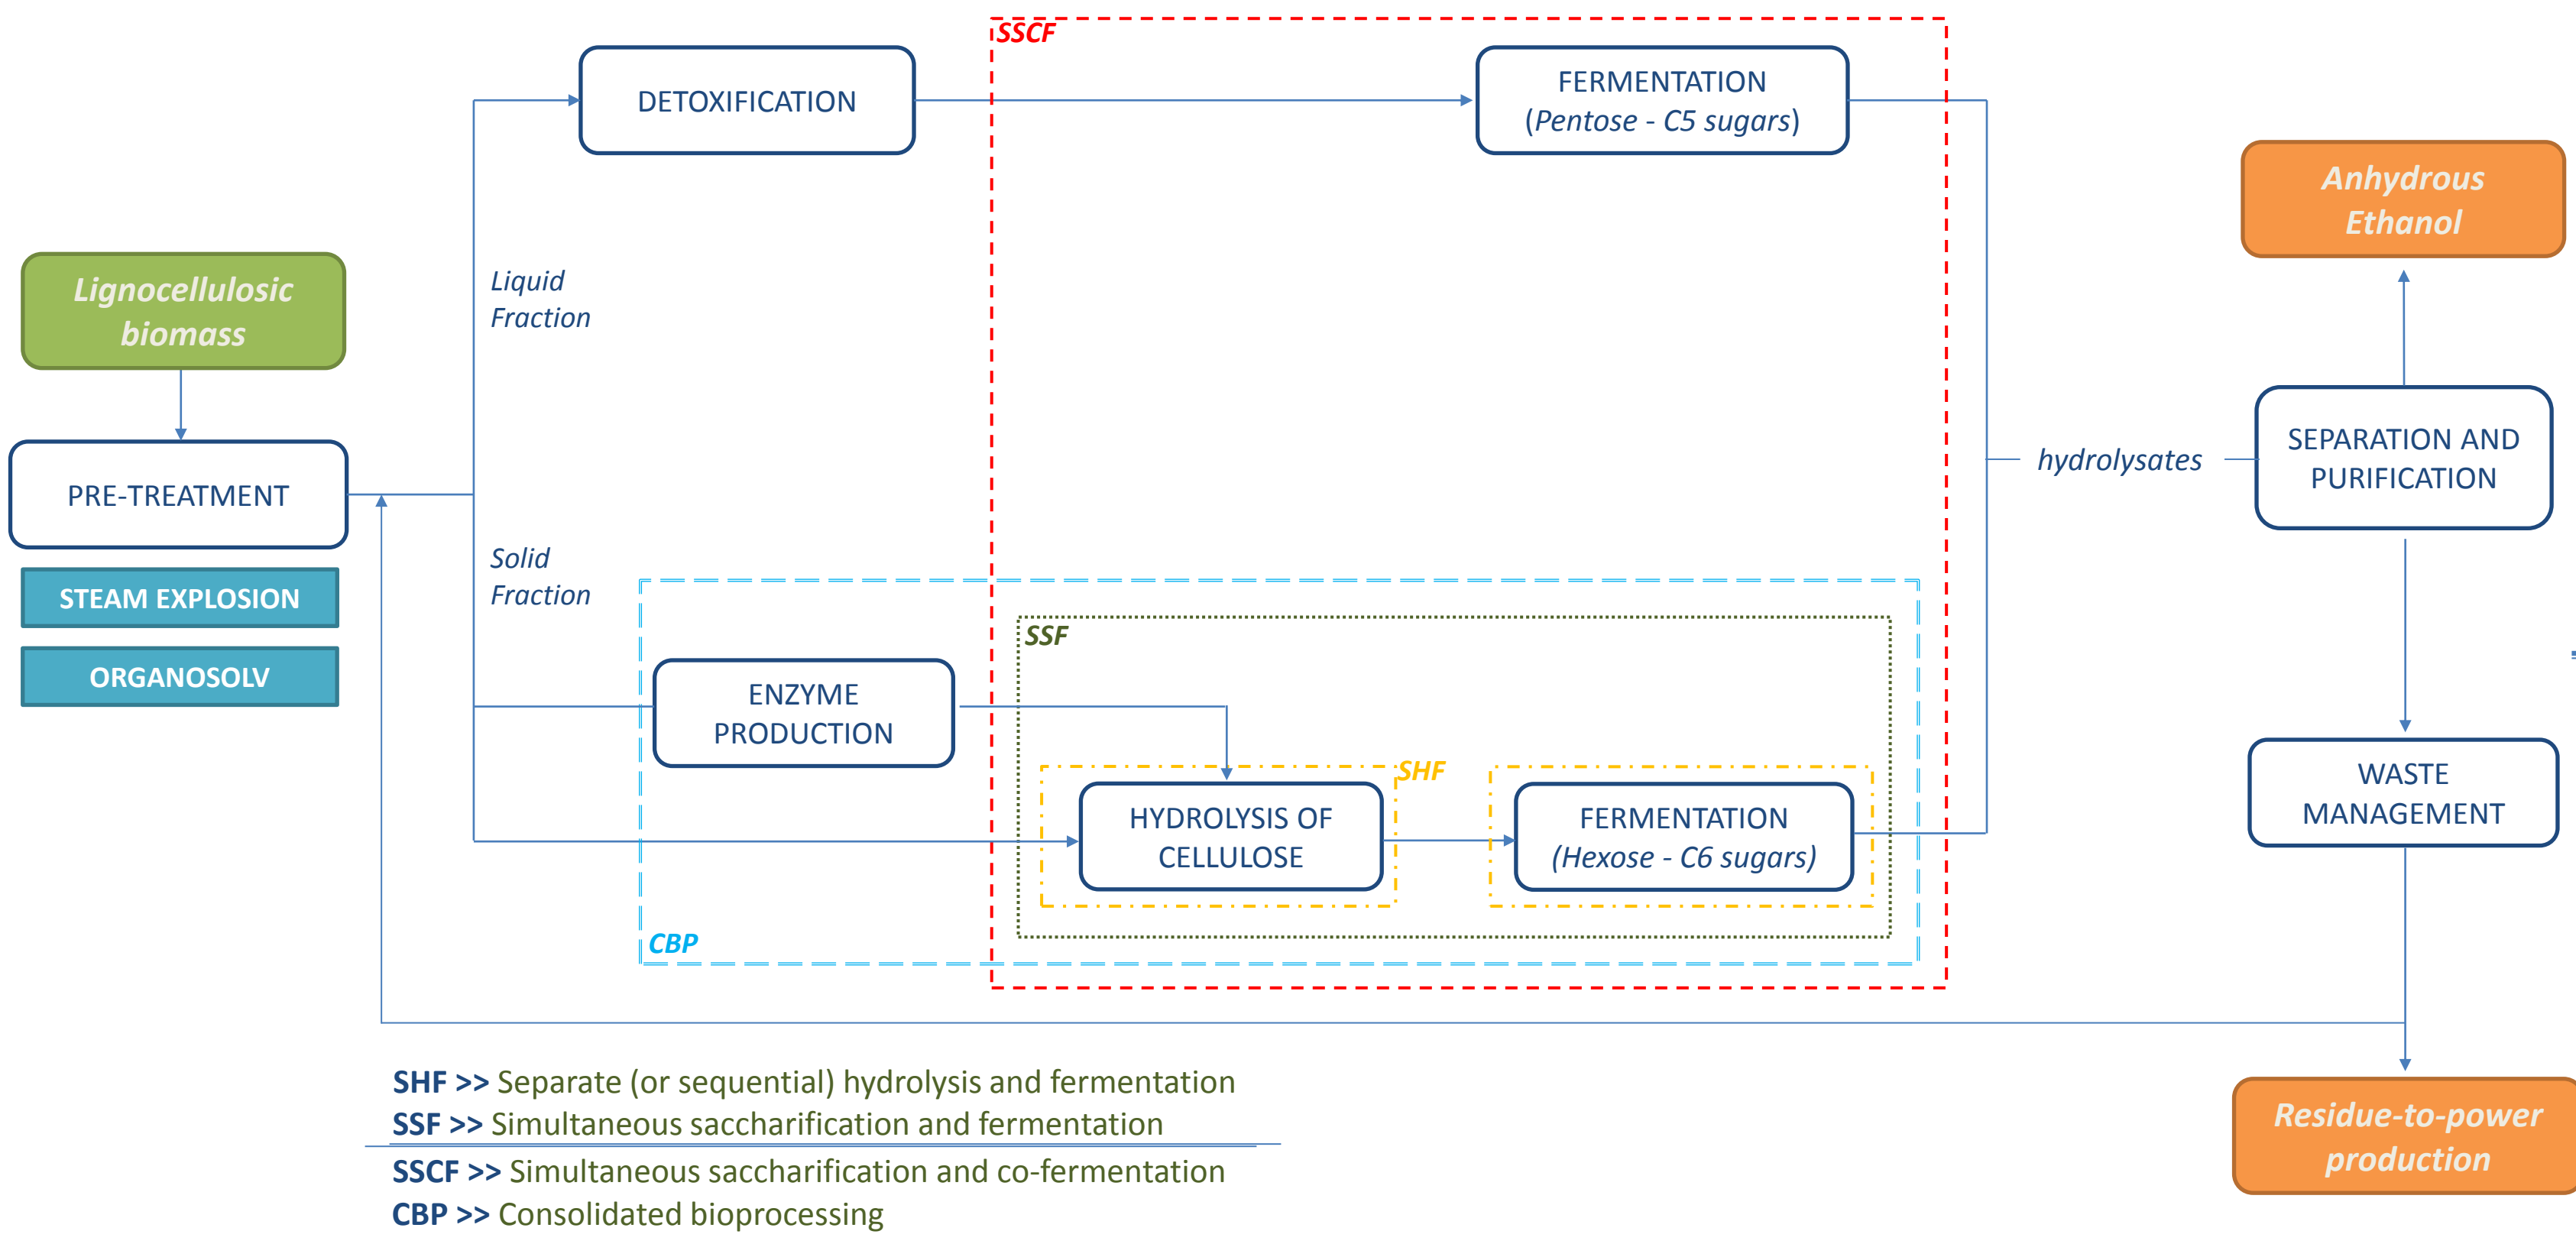 SSCF
DETOXIFICATION
FERMENTATION
(Pentose - C5 sugars)
Anhydrous
Ethanol
Lignocellulosic
biomass
Liquid
Fraction
PRE-TREATMENT
hydrolysates
SEPARATION AND
PURIFICATION
Solid
Fraction
STEAM EXPLOSION
ORGANOSOLV
SSF
ENZYME
PRODUCTION
SHF
HYDROLYSIS OF
CELLULOSE
FERMENTATION
(Hexose - C6 sugars)
WASTE
MANAGEMENT
CBP
SHF >> Separate (or sequential) hydrolysis and fermentation
SSF >> Simultaneous saccharification and fermentation
SSCF >> Simultaneous saccharification and co-fermentation
CBP >> Consolidated bioprocessing
Residue-to-power
production